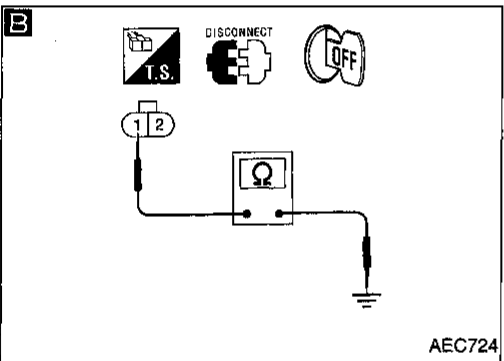 B
DISCONNECT
T.S.
OFF
1 2
Ω
AEC724